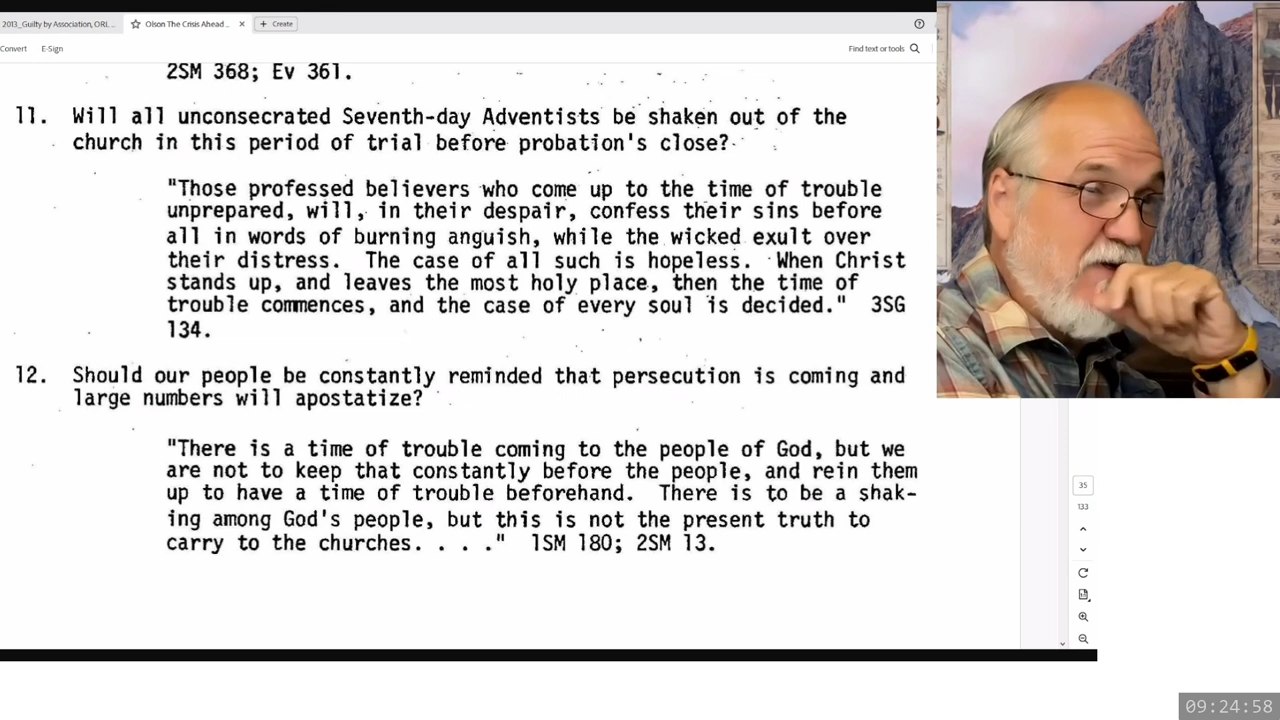 2013_Guilty by Association, ORI...
Olson The Crisis Ahead...
Create
Convert
E-Sign
Find text or tools
2SM 368; Ev 361.
11. Will all unconsecrated Seventh-day Adventists be shaken out of the
church in this period of trial before probation's close?
"Those professed believers who come up to the time of trouble
unprepared, will, in their despair, confess their sins before
all in words of burning anguish, while the wicked exult over
their distress. The case of all such is hopeless. When Christ
stands up, and leaves the most holy place, then the time of
trouble commences, and the case of every soul is decided." 3SG
134.
12. Should our people be constantly reminded that persecution is coming and
large numbers will apostatize?
"There is a time of trouble coming to the people of God, but we
are not to keep that constantly before the people, and rein them
up to have a time of trouble beforehand. There is to be a shak-
ing among God's people, but this is not the present truth to
carry to the churches. . . ." 1SM 180; 2SM 13.
35
133
09:24:58